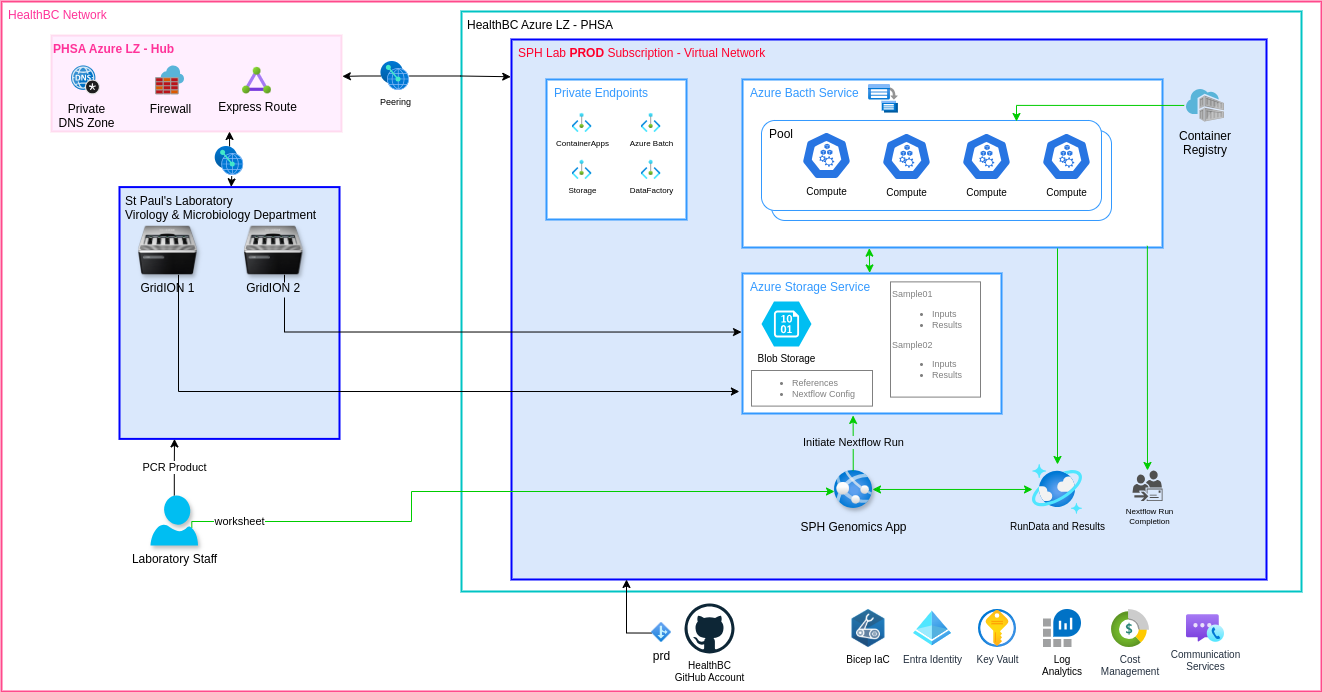 HealthBC Network
HealthBC Azure LZ - PHSA
PHSA Azure LZ - Hub
DNS
Private
DNS Zone
Firewall
Express Route
Peering
SPH Lab PROD Subscription - Virtual Network
Private Endpoints
ContainerApps
Azure Batch
Storage
DataFactory
Azure Bacth Service
Pool
Compute
Compute
Compute
Compute
Container
Registry
St Paul's Laboratory
Virology & Microbiology Department
GridION 1
GridION 2
Azure Storage Service
10
01
Blob Storage
References
Nextflow Config
Sample01
Inputs
Results
Sample02
Inputs
Results
Initiate Nextflow Run
PCR Product
worksheet
Laboratory Staff
SPH Genomics App
RunData and Results
Nextflow Run
Completion
prd
HealthBC
GitHub Account
Bicep IaC
Entra Identity
Key Vault
Log
Analytics
$
Cost
Management
Communication
Services